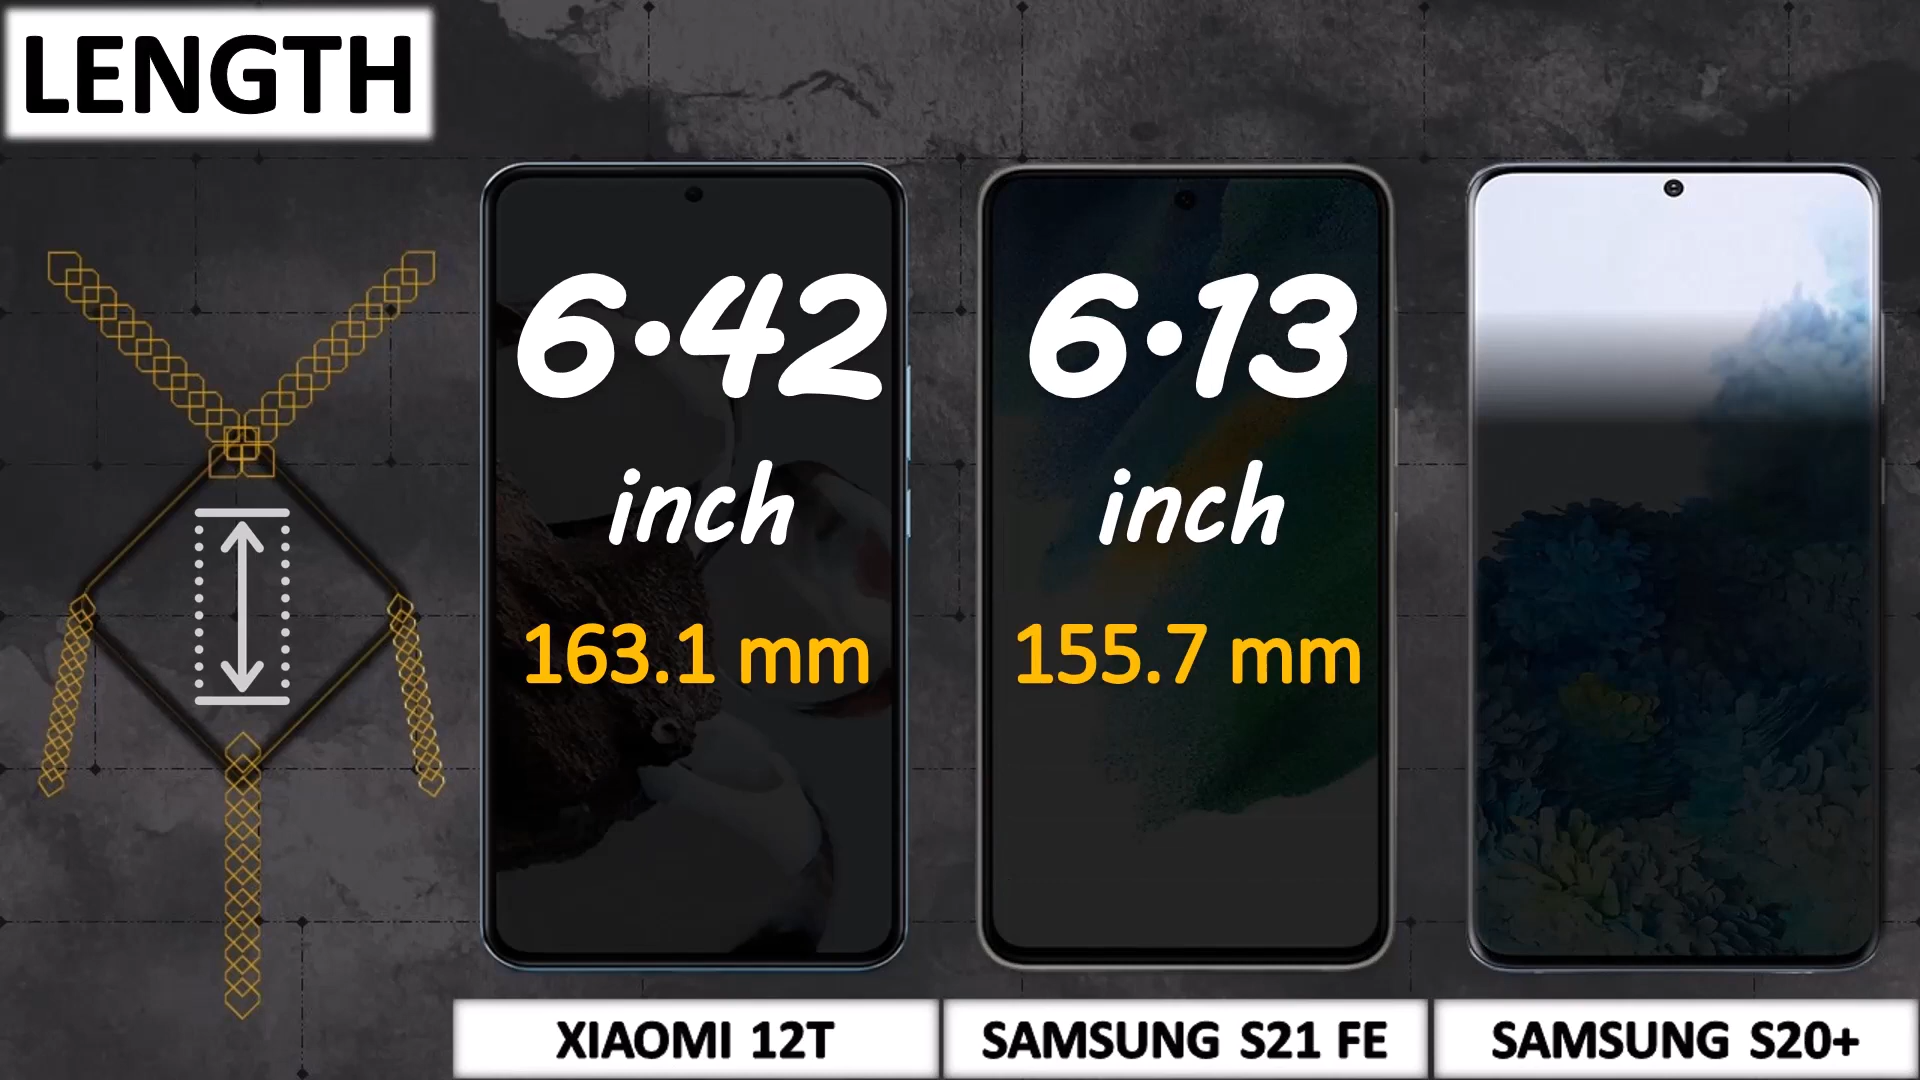 LENGTH
6.42
inch
163.1 mm
6.13
inch
155.7 mm
XIAOMI 12T
SAMSUNG S21 FE
SAMSUNG S20+